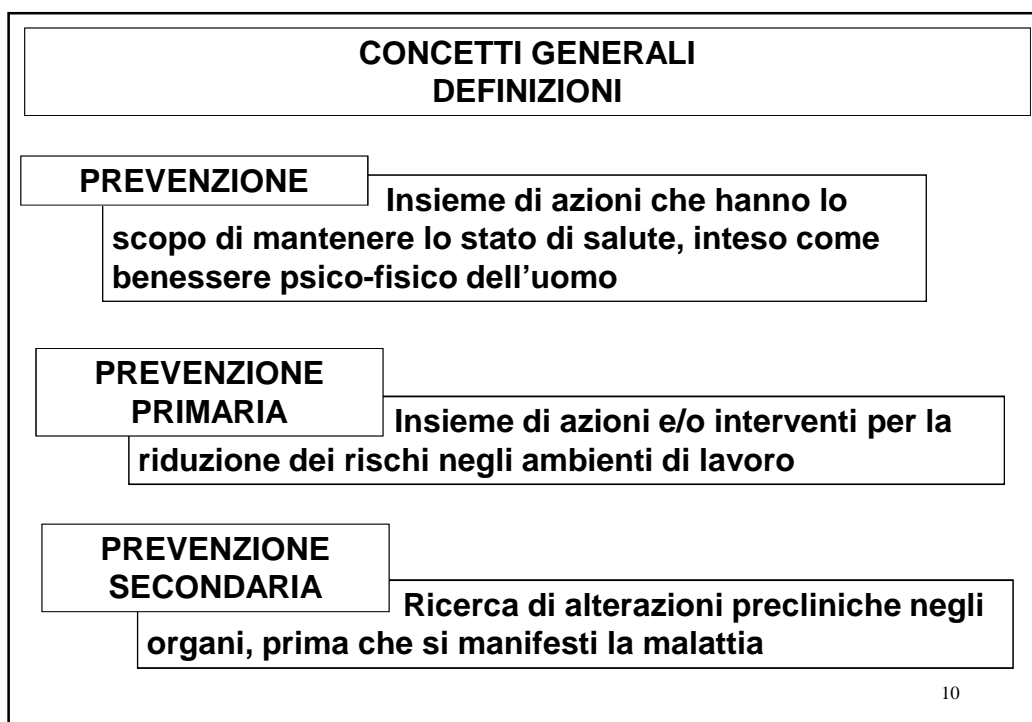 CONCETTI GENERALI
DEFINIZIONI
PREVENZIONE
Insieme di azioni che hanno lo
scopo di mantenere lo stato di salute, inteso come
benessere psico-fisico dell’uomo
PREVENZIONE
PRIMARIA
Insieme di azioni e/o interventi per la
riduzione dei rischi negli ambienti di lavoro
PREVENZIONE
SECONDARIA
Ricerca di alterazioni precliniche negli
organi, prima che si manifesti la malattia
10